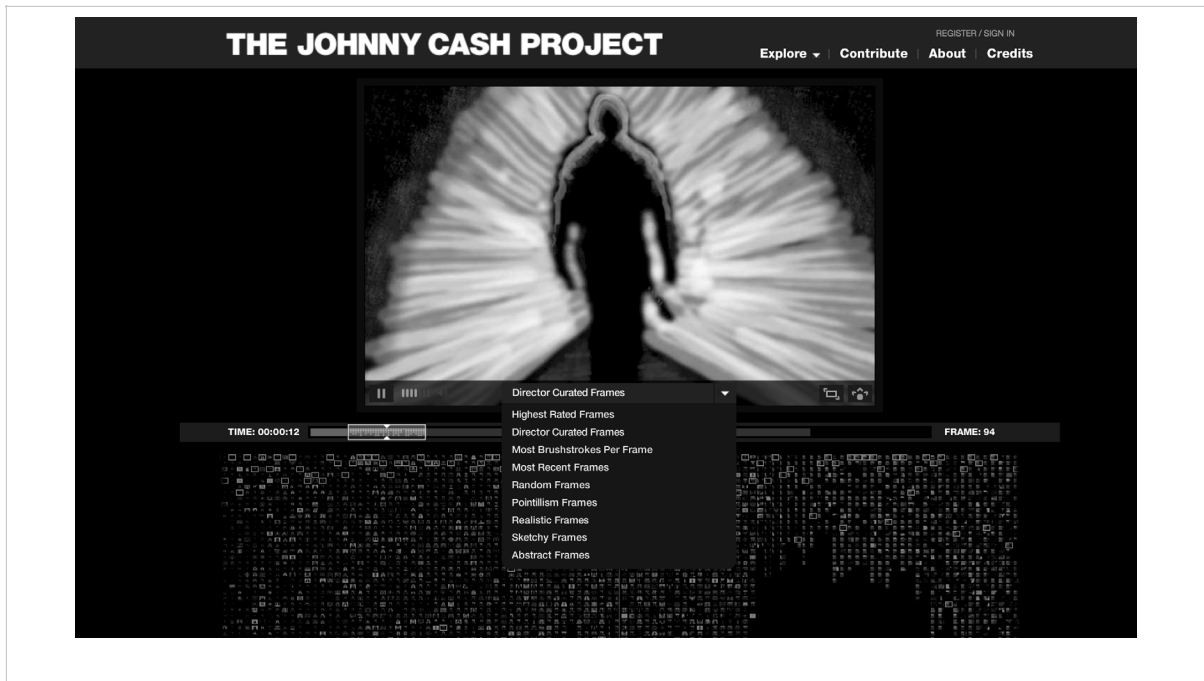 THE JOHNNY CASH PROJECT
REGISTER / SIGN IN
Explore | Contribute | About | Credits
Director Curated Frames
Highest Rated Frames
Director Curated Frames
Most Brushstrokes Per Frame
Most Recent Frames
Random Frames
Pointillism Frames
Realistic Frames
Sketchy Frames
Abstract Frames
TIME: 00:00:12
FRAME: 94